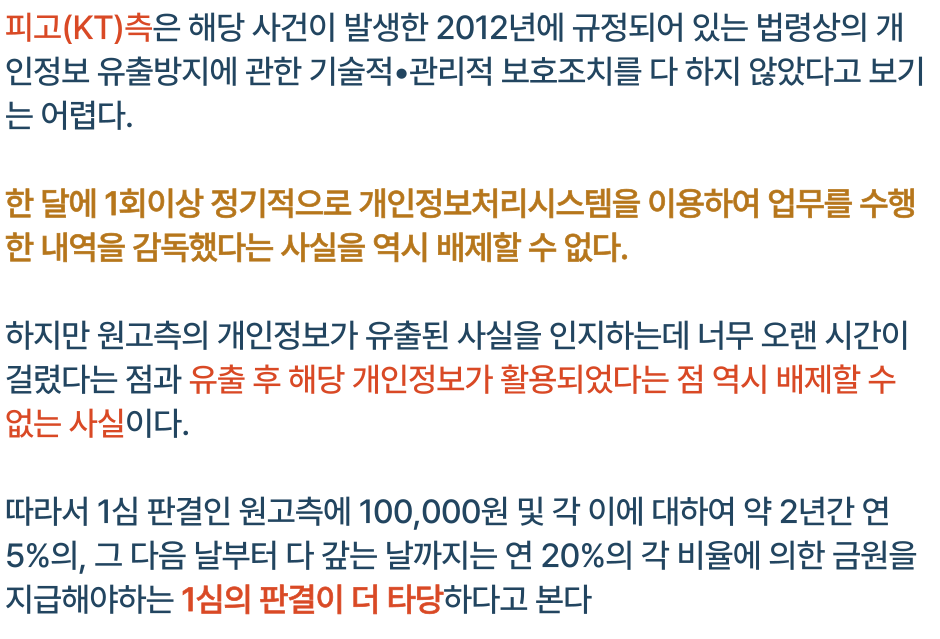 피고(KT)측은 해당 사건이 발생한 2012년에 규정되어 있는 법령상의 개
인정보 유출방지에 관한 기술적•관리적 보호조치를 다 하지 않았다고 보기
는 어렵다.
한 달에 1회이상 정기적으로 개인정보처리시스템을 이용하여 업무를 수행
한 내역을 감독했다는 사실을 역시 배제할 수 없다.
하지만 원고측의 개인정보가 유출된 사실을 인지하는데 너무 오랜 시간이
걸렸다는 점과 유출 후 해당 개인정보가 활용되었다는 점 역시 배제할 수
없는 사실이다.
따라서 1심 판결인 원고측에 100,000원 및 각 이에 대하여 약 2년간 연
5%의, 그 다음 날부터 다 갚는 날까지는 연 20%의 각 비율에 의한 금원을
지급해야하는 1심의 판결이 더 타당하다고 본다